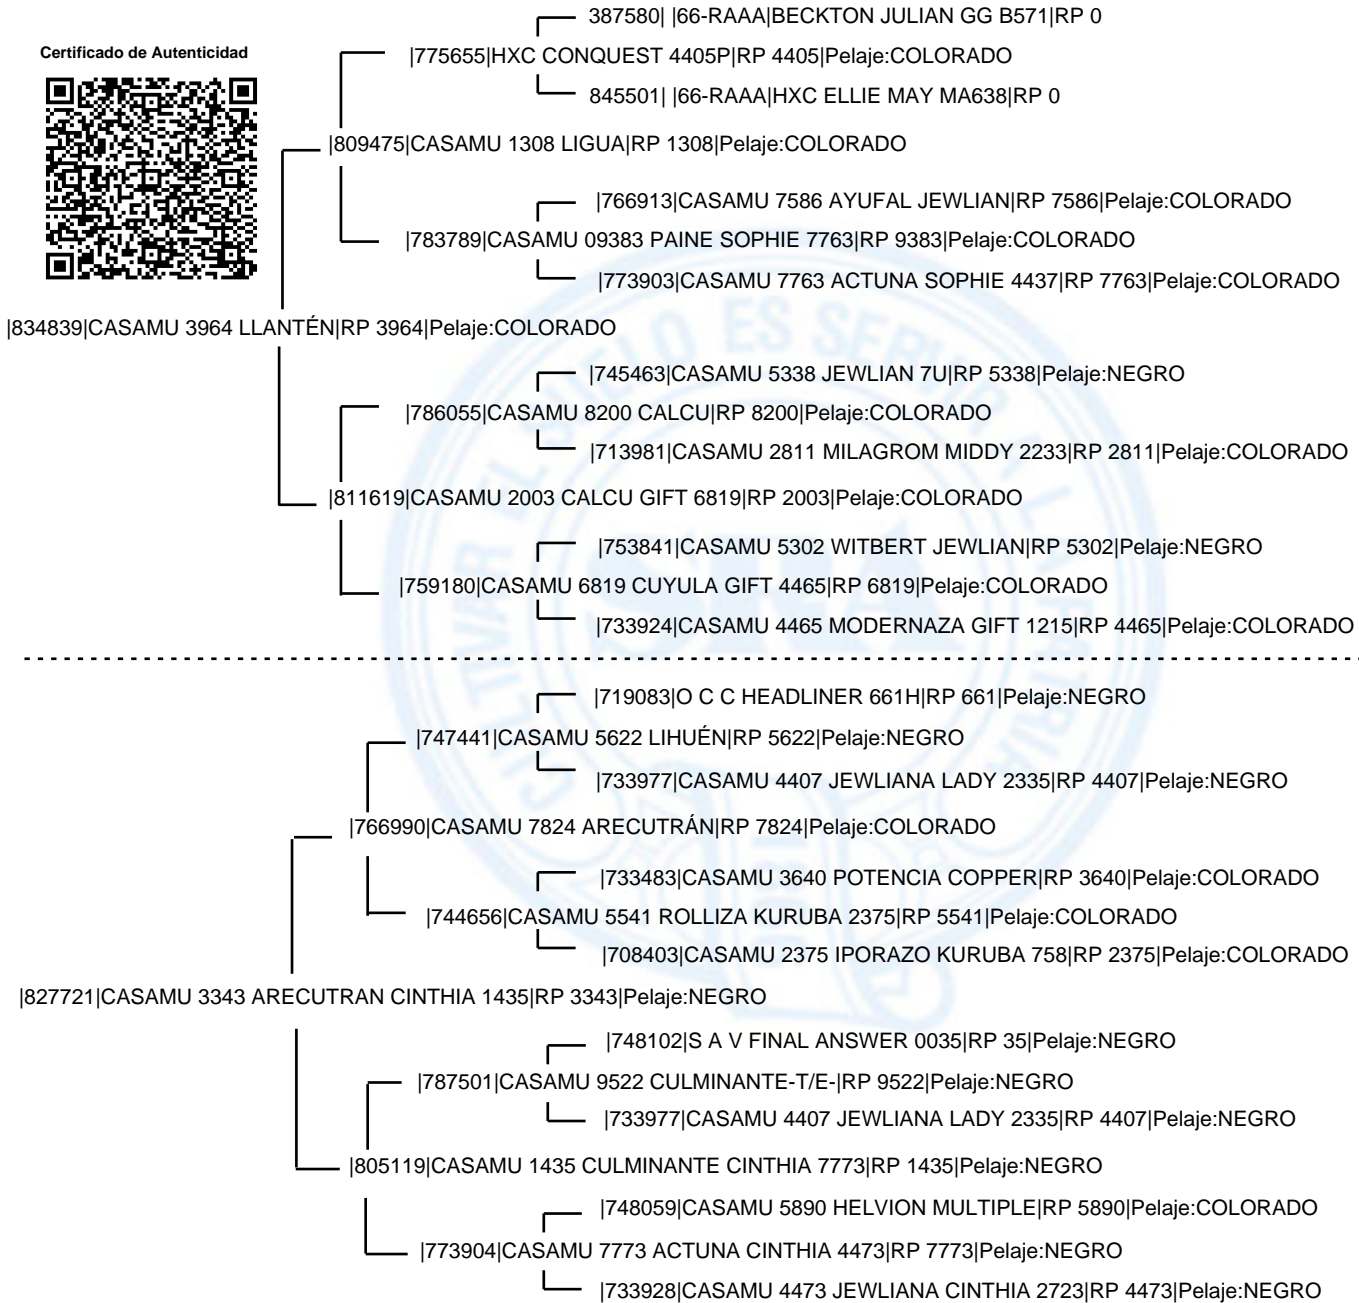 387580| |66-RAAA|BECKTON JULIAN GG B571|RP 0
Certificado de Autenticidad
|775655|HXC CONQUEST 4405P|RP 4405|Pelaje:COLORADO
845501| |66-RAAA|HXC ELLIE MAY MA638|RP 0
|809475|CASAMU 1308 LIGUA|RP 1308|Pelaje:COLORADO
|766913|CASAMU 7586 AYUFAL JEWLIAN|RP 7586|Pelaje:COLORADO
|783789|CASAMU 09383 PAINE SOPHIE 7763|RP 9383|Pelaje:COLORADO
|773903|CASAMU 7763 ACTUNA SOPHIE 4437|RP 7763|Pelaje:COLORADO
|834839|CASAMU 3964 LLANTÉN|RP 3964|Pelaje:COLORADO
|745463|CASAMU 5338 JEWLIAN 7U|RP 5338|Pelaje:NEGRO
|786055|CASAMU 8200 CALCU|RP 8200|Pelaje:COLORADO
|713981|CASAMU 2811 MILAGROM MIDDY 2233|RP 2811|Pelaje:COLORADO
|811619|CASAMU 2003 CALCU GIFT 6819|RP 2003|Pelaje:COLORADO
|753841|CASAMU 5302 WITBERT JEWLIAN|RP 5302|Pelaje:NEGRO
|759180|CASAMU 6819 CUYULA GIFT 4465|RP 6819|Pelaje:COLORADO
|733924|CASAMU 4465 MODERNAZA GIFT 1215|RP 4465|Pelaje:COLORADO
|719083|O C C HEADLINER 661H|RP 661|Pelaje:NEGRO
|747441|CASAMU 5622 LIHUÉN|RP 5622|Pelaje:NEGRO
|733977|CASAMU 4407 JEWLIANA LADY 2335|RP 4407|Pelaje:NEGRO
|766990|CASAMU 7824 ARECUTRÁN|RP 7824|Pelaje:COLORADO
|733483|CASAMU 3640 POTENCIA COPPER|RP 3640|Pelaje:COLORADO
|744656|CASAMU 5541 ROLLIZA KURUBA 2375|RP 5541|Pelaje:COLORADO
|708403|CASAMU 2375 IPORAZO KURUBA 758|RP 2375|Pelaje:COLORADO
|827721|CASAMU 3343 ARECUTRAN CINTHIA 1435|RP 3343|Pelaje:NEGRO
|748102|S A V FINAL ANSWER 0035|RP 35|Pelaje:NEGRO
|787501|CASAMU 9522 CULMINANTE-T/E-|RP 9522|Pelaje:NEGRO
|733977|CASAMU 4407 JEWLIANA LADY 2335|RP 4407|Pelaje:NEGRO
|805119|CASAMU 1435 CULMINANTE CINTHIA 7773|RP 1435|Pelaje:NEGRO
|748059|CASAMU 5890 HELVION MULTIPLE|RP 5890|Pelaje:COLORADO
|773904|CASAMU 7773 ACTUNA CINTHIA 4473|RP 7773|Pelaje:NEGRO
|733928|CASAMU 4473 JEWLIANA CINTHIA 2723|RP 4473|Pelaje:NEGRO
CULTIVAR EL SUELO ES SERVIR A LA PATRIA
SRA
1866